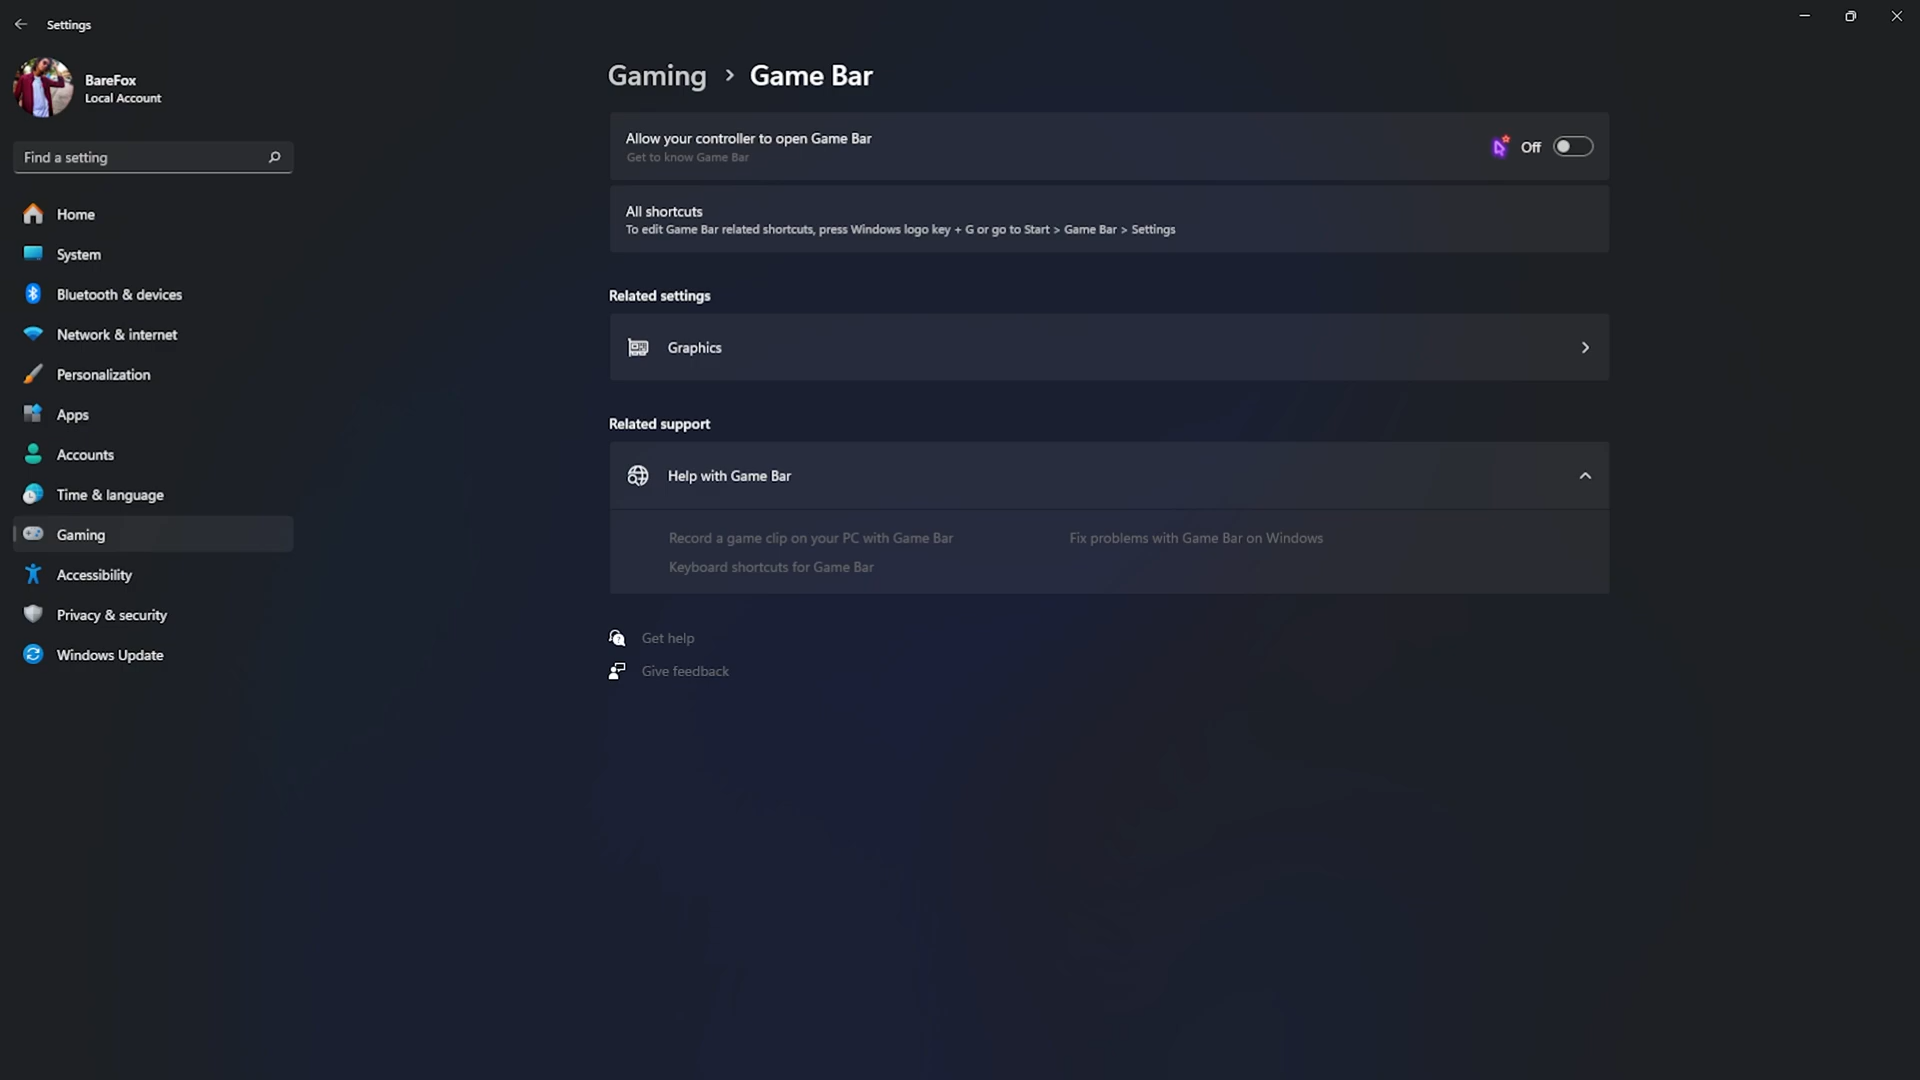 Settings
BareFox
Local Account
Find a setting
Home
System
Bluetooth & devices
Network & internet
Personalization
Apps
Accounts
Time & language
Gaming
Accessibility
Privacy & security
Windows Update
Gaming > Game Bar
Allow your controller to open Game Bar
Get to know Game Bar
Off
All shortcuts
To edit Game Bar related shortcuts, press Windows logo key + G or go to Start > Game Bar > Settings
Related settings
Graphics
Related support
Help with Game Bar
Record a game clip on your PC with Game Bar
Fix problems with Game Bar on Windows
Keyboard shortcuts for Game Bar
Get help
Give feedback